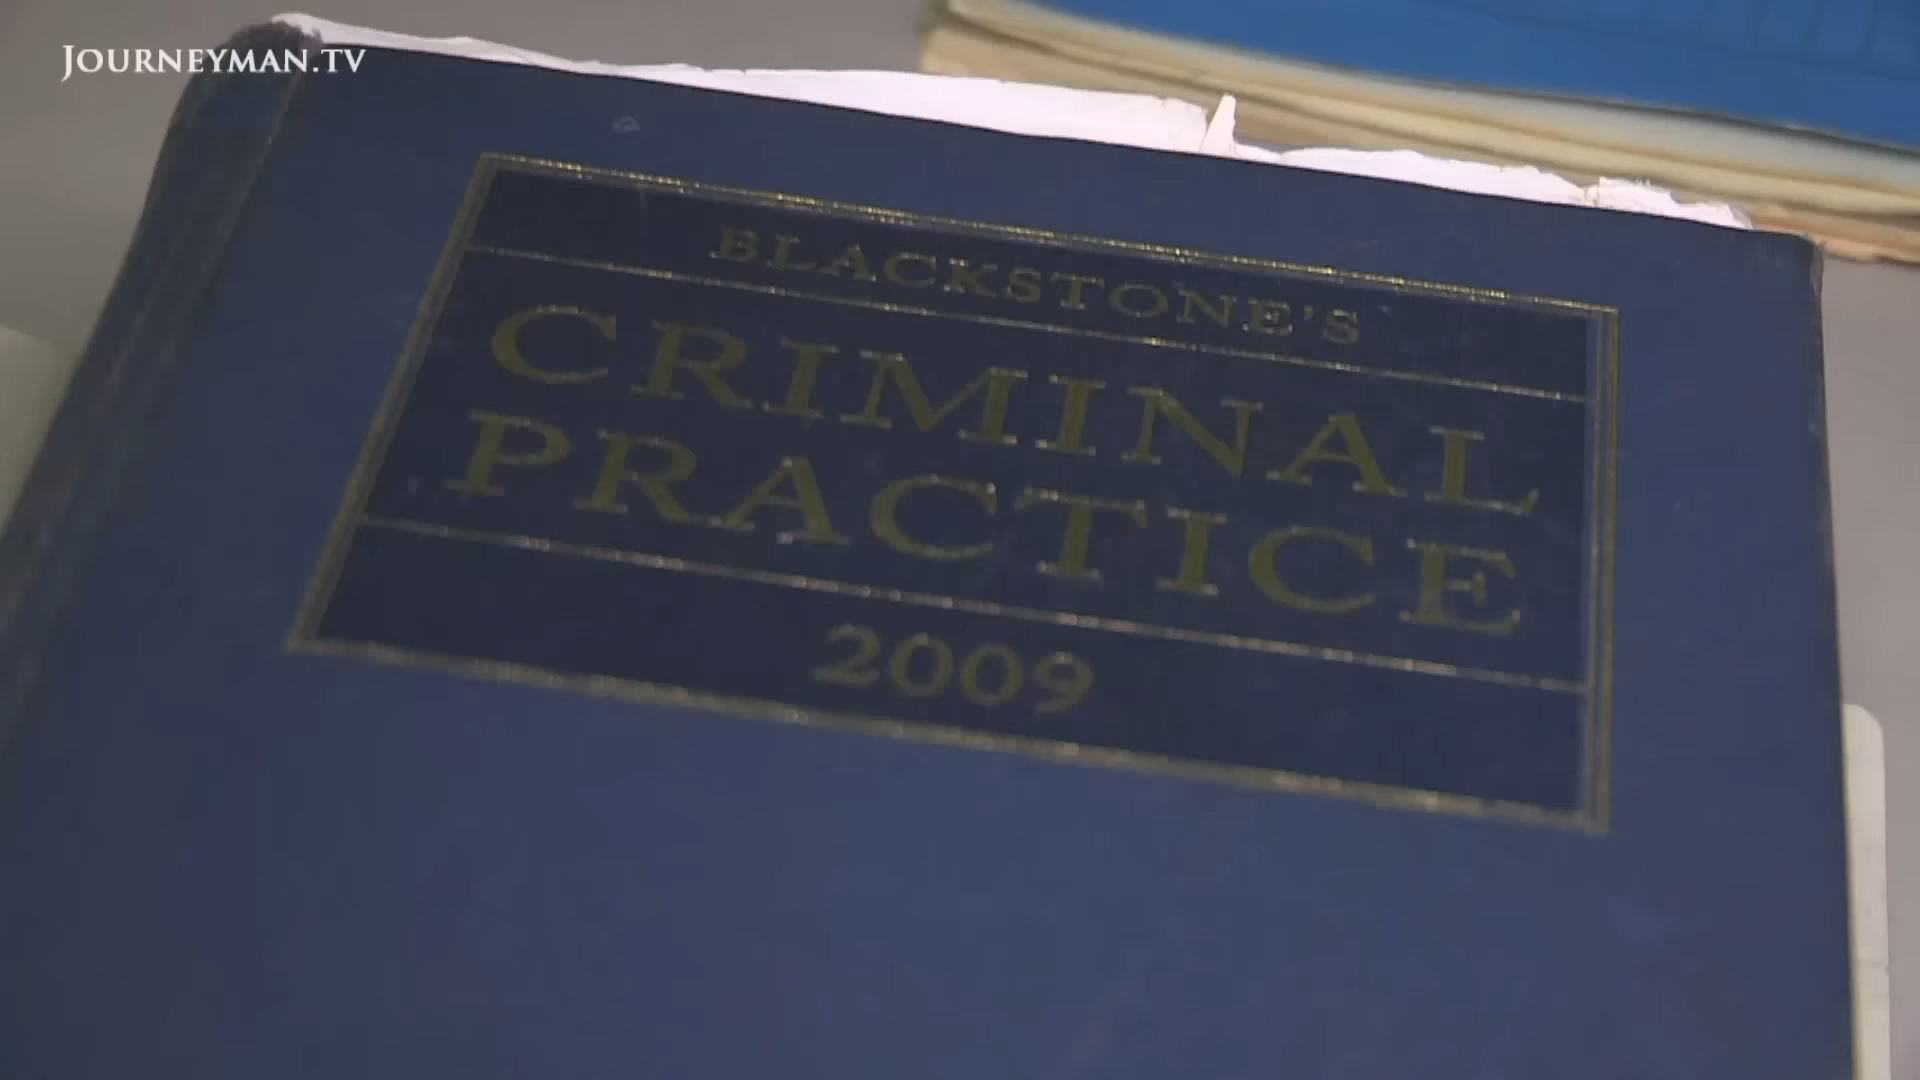 JOURNEYMAN.TV
BLACKSTONE'S
CRIMINAL
PRACTICE
2009